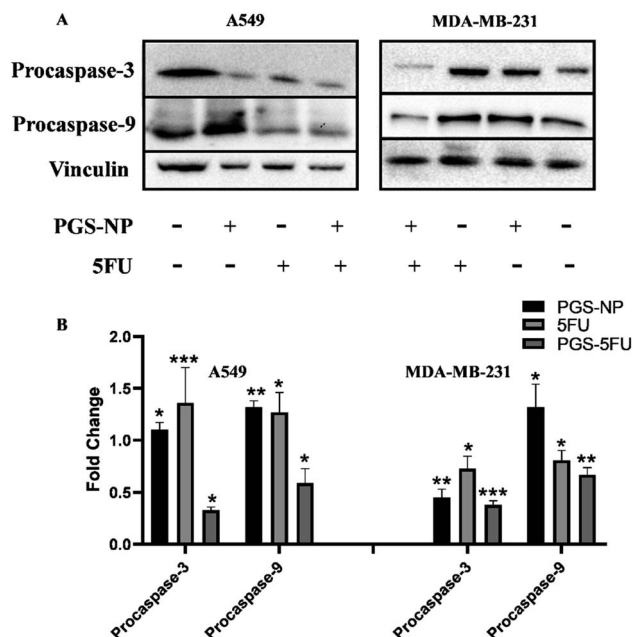 A A549 MDA-MB-231
Procaspase-3
Procaspase-9
Vinculin
PGS-NP - + - + + - + -
5FU - - + + + + - -
B
PGS-NP
5FU
PGS-5FU
A549 MDA-MB-231
Fold Change
2.0
1.5
1.0
0.5
0.0
* *** * ** * * ** * *** * * **
Procaspase-3 Procaspase-9 Procaspase-3 Procaspase-9